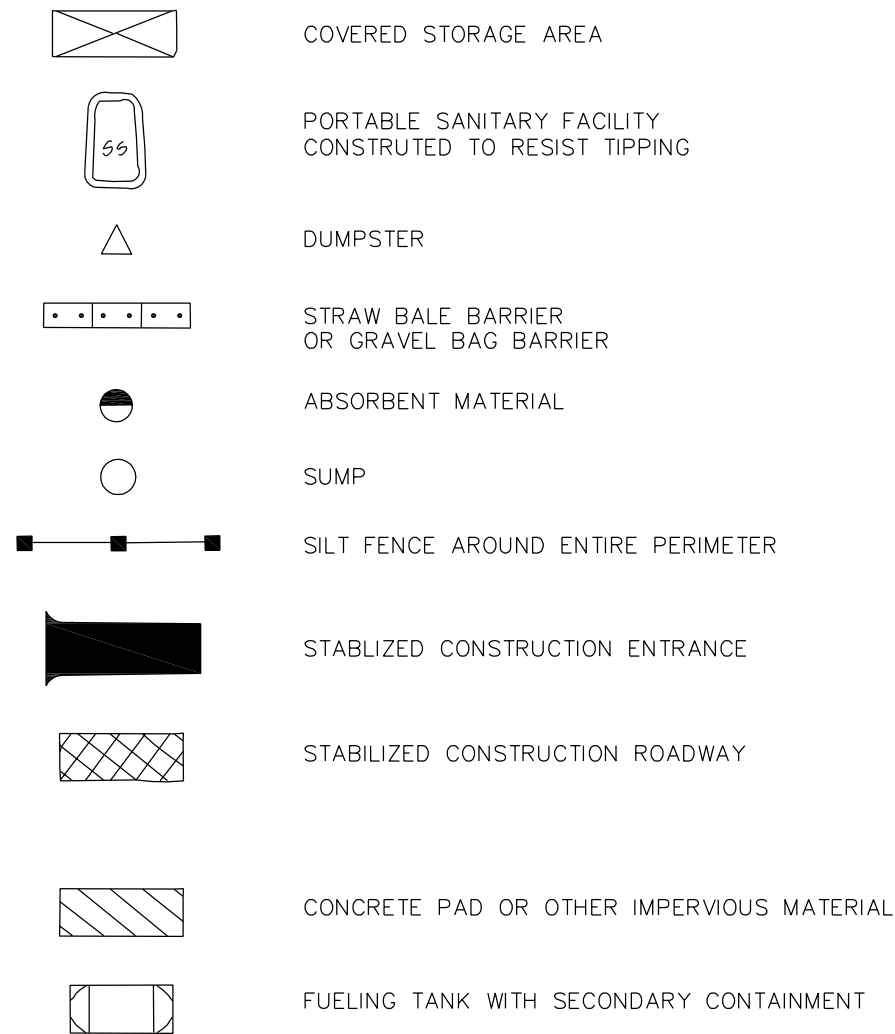 COVERED STORAGE AREA
PORTABLE SANITARY FACILITY
CONSTRUTED TO RESIST TIPPING
SS
DUMPSTER
STRAW BALE BARRIER
OR GRAVEL BAG BARRIER
ABSORBENT MATERIAL
SUMP
SILT FENCE AROUND ENTIRE PERIMETER
STABLIZED CONSTRUCTION ENTRANCE
STABILIZED CONSTRUCTION ROADWAY
CONCRETE PAD OR OTHER IMPERVIOUS MATERIAL
FUELING TANK WITH SECONDARY CONTAINMENT